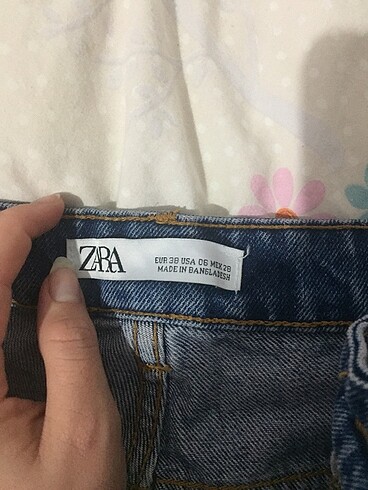 ZARA
EUR 38 USA 06 MEX 28
MADE IN BANGLADESH